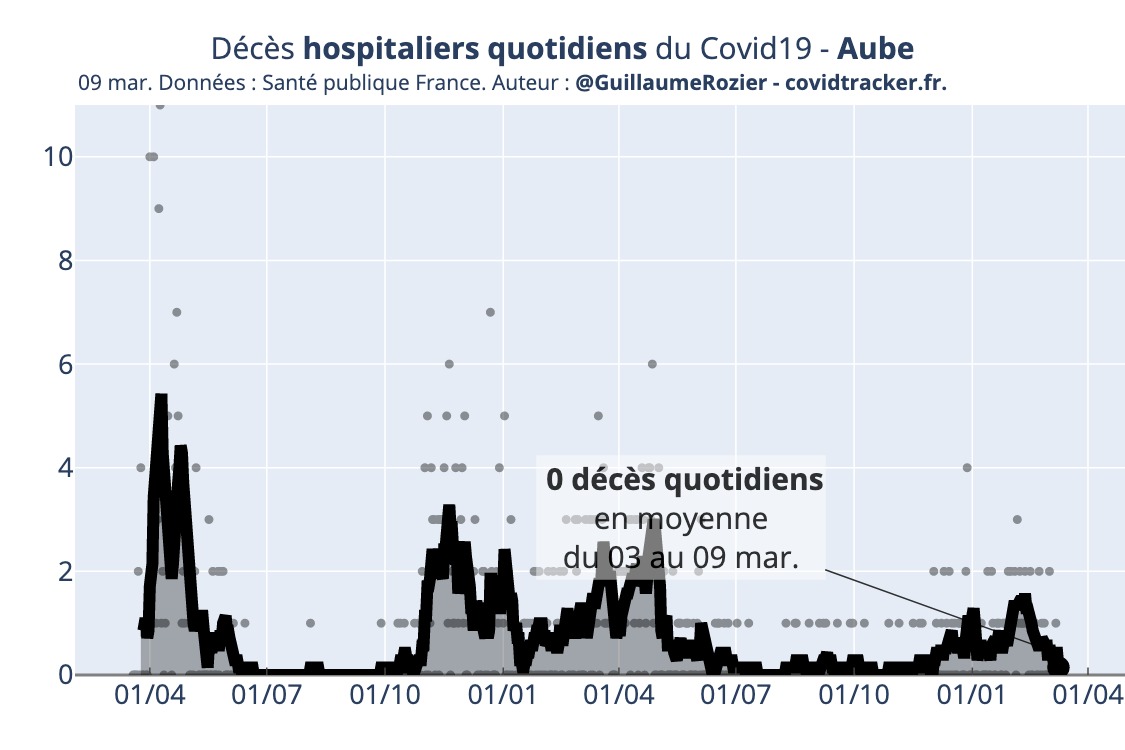 Décès hospitaliers quotidiens du Covid19 - Aube
09 mar. Données : Santé publique France. Auteur : @GuillaumeRozier - covidtracker.fr.
10
8
6
4
2
0
0 décès quotidiens
en moyenne
du 03 au 09 mar.
01/04 01/07 01/10 01/01 01/04 01/07 01/10 01/01 01/04